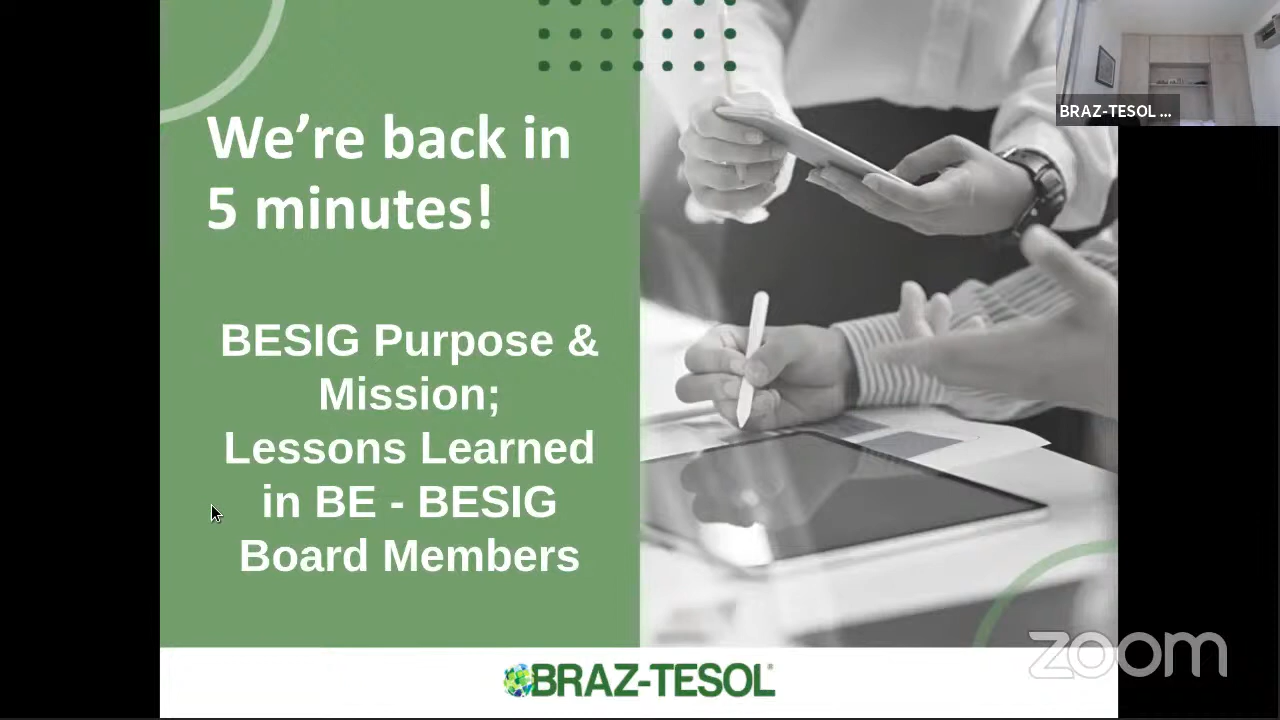 We're back in
5 minutes!
BESIG Purpose &
Mission;
Lessons Learned
in BE - BESIG
Board Members
BRAZ-TESOL
BRAZ-TESOL ...
zoom